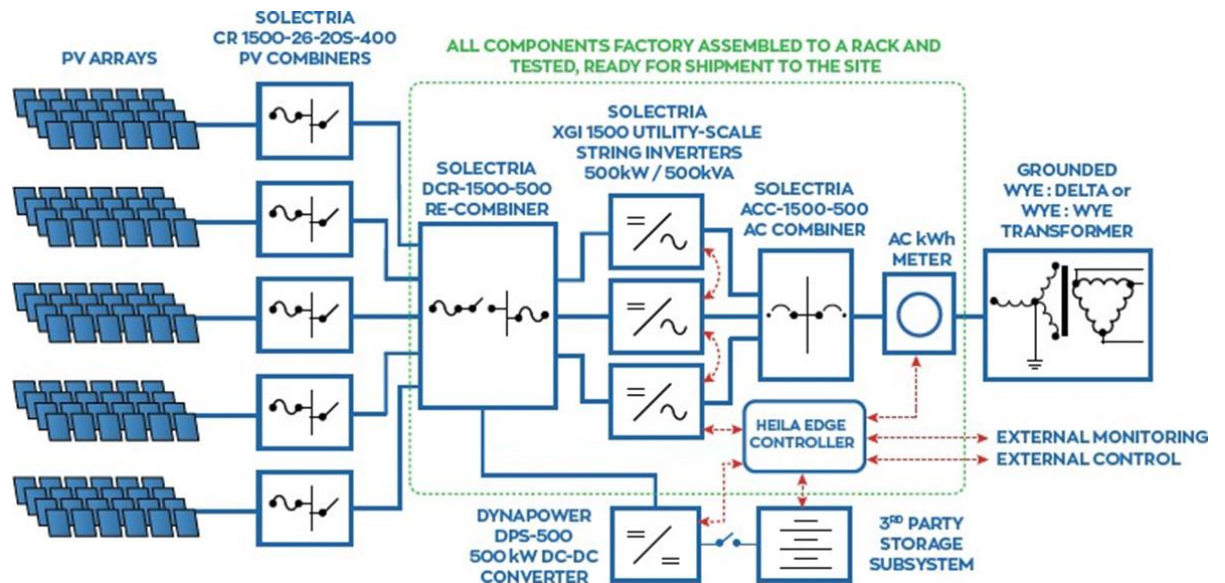 PV ARRAYS
SOLECTRIA
CR 1500-26-20S-400
PV COMBINERS
ALL COMPONENTS FACTORY ASSEMBLED TO A RACK AND
TESTED, READY FOR SHIPMENT TO THE SITE
SOLECTRIA
DCR-1500-500
RE-COMBINER
SOLECTRIA
XGI 1500 UTILITY-SCALE
STRING INVERTERS
500kW / 500kVA
SOLECTRIA
ACC-1500-500
AC COMBINER
AC kWh
METER
GROUNDED
WYE : DELTA or
WYE : WYE
TRANSFORMER
HEILA EDGE
CONTROLLER
EXTERNAL MONITORING
EXTERNAL CONTROL
DYNAPOWER
DPS-500
500 kW DC-DC
CONVERTER
3RD PARTY
STORAGE
SUBSYSTEM